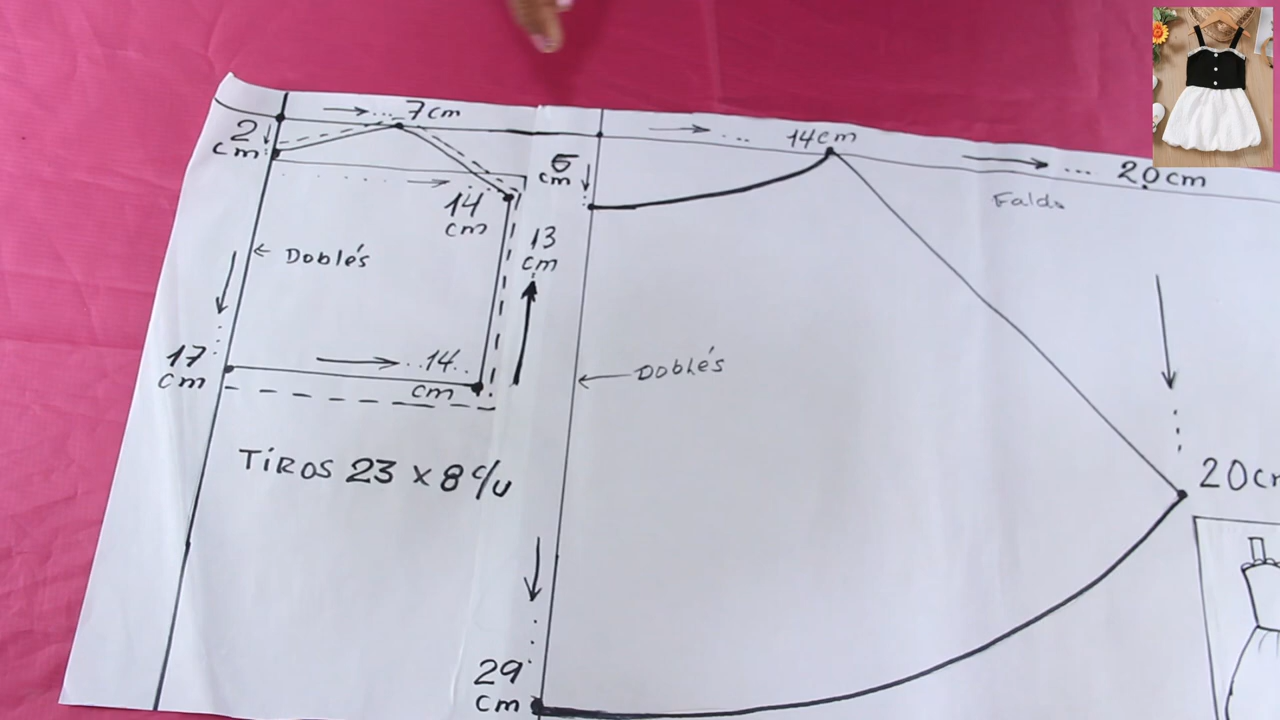 7cm
2
cm
14
cm
Doblés
13
cm
17
cm
14
cm
TIROS 23 x 8 c/u
6
cm
14cm
20cm
Falda
Doblés
20cm
29
cm